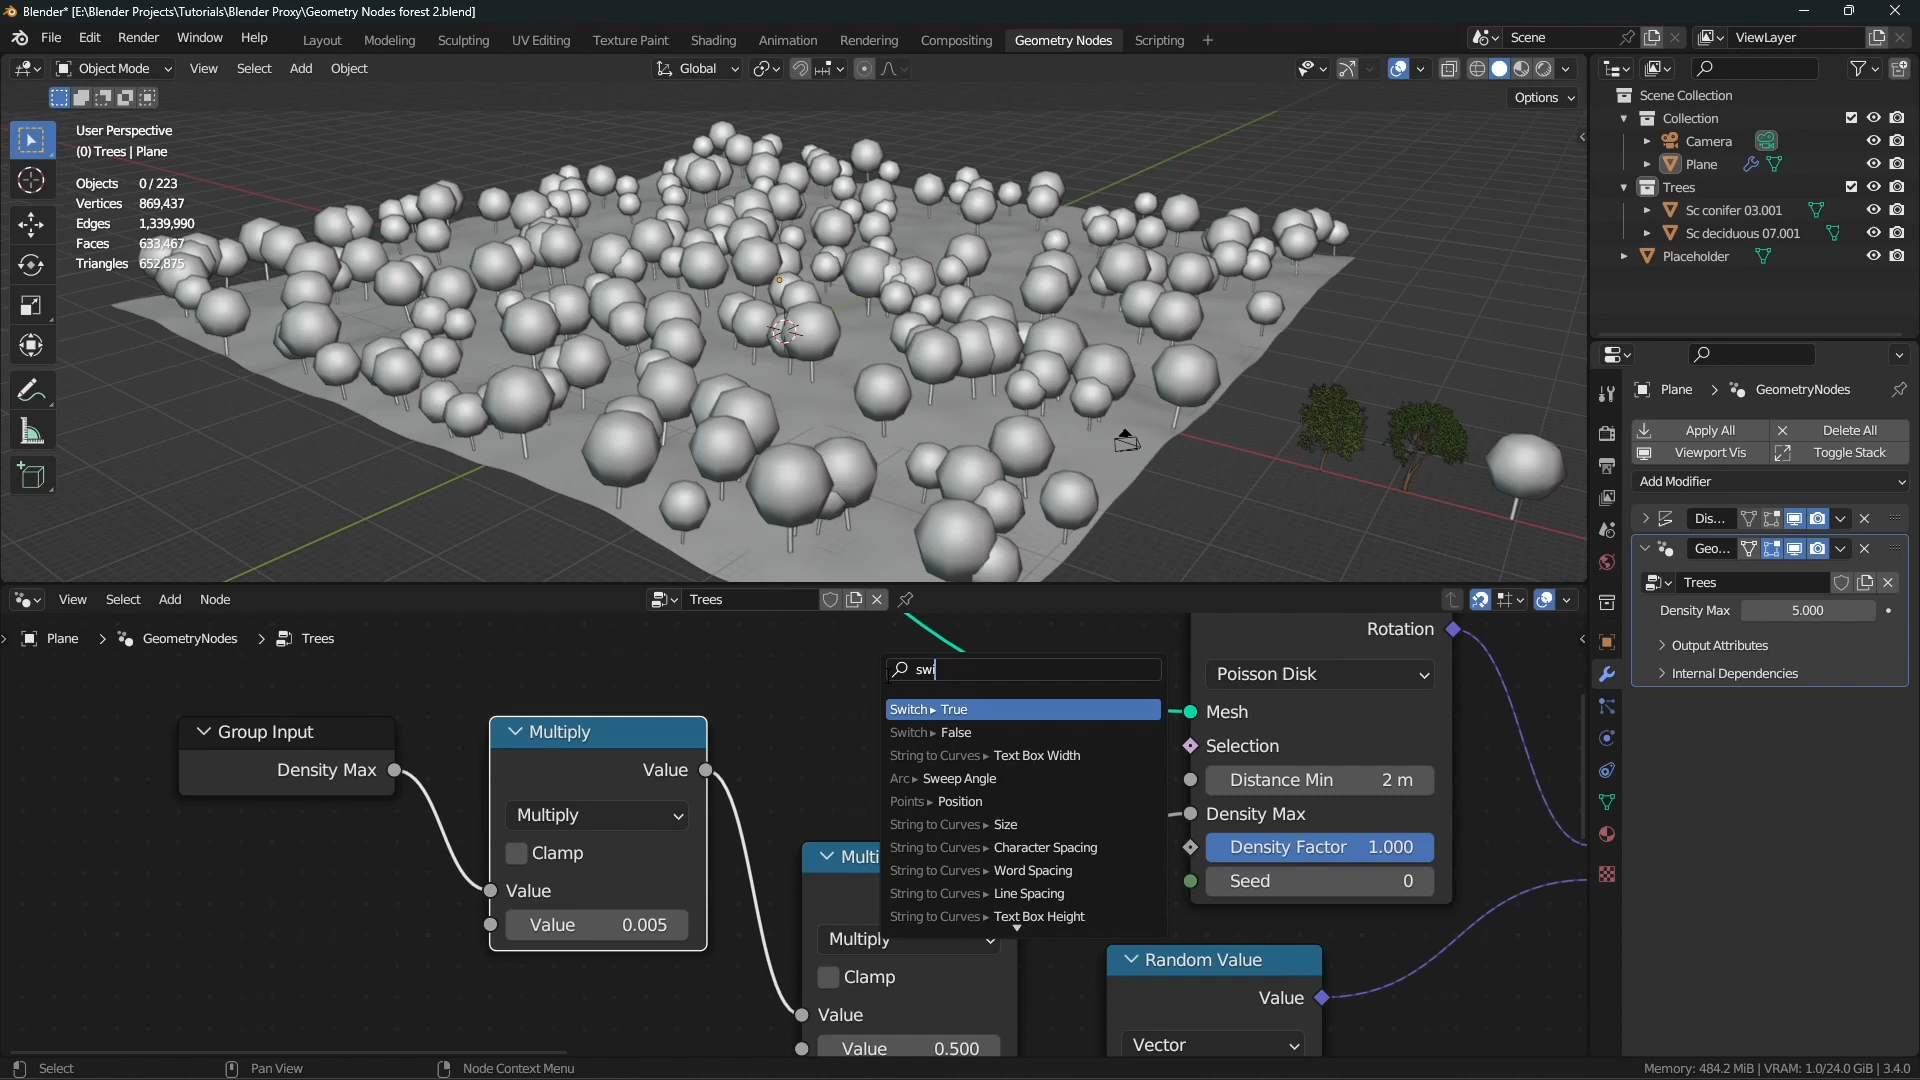 Blender* [E:\Blender Projects\Tutorials\Blender Proxy\Geometry Nodes forest 2.blend]
File Edit Render Window Help Layout Modeling Sculpting UV Editing Texture Paint Shading Animation Rendering Compositing Geometry Nodes Scripting + Scene ViewLayer
Object Mode View Select Add Object Global
Options
User Perspective
(0) Trees | Plane
Objects 0/223
Vertices 869,437
Edges 1,339,990
Faces 633,467
Triangles 652,875
Scene Collection
Collection
Camera
Plane
Trees
Sc conifer 03.001
Sc deciduous 07.001
Placeholder
Plane > GeometryNodes
Apply All Delete All
Viewport Vis Toggle Stack
Add Modifier
Dis...
Geo...
Trees
Density Max 5.000
Output Attributes
Internal Dependencies
View Select Add Node Trees
Plane > GeometryNodes > Trees
Group Input
Density Max
Multiply
Value
Multiply
Clamp
Value
Value 0.005
Multi
Multiply
Clamp
Value
Value 0.500
swi
Switch ▸ True
Switch ▸ False
String to Curves ▸ Text Box Width
Arc ▸ Sweep Angle
Points ▸ Position
String to Curves ▸ Size
String to Curves ▸ Character Spacing
String to Curves ▸ Word Spacing
String to Curves ▸ Line Spacing
String to Curves ▸ Text Box Height
Rotation
Poisson Disk
Mesh
Selection
Distance Min 2 m
Density Max
Density Factor 1.000
Seed 0
Random Value
Value
Vector
Select Pan View Node Context Menu Memory: 484.2 MiB | VRAM: 1.0/24.0 GiB | 3.4.0